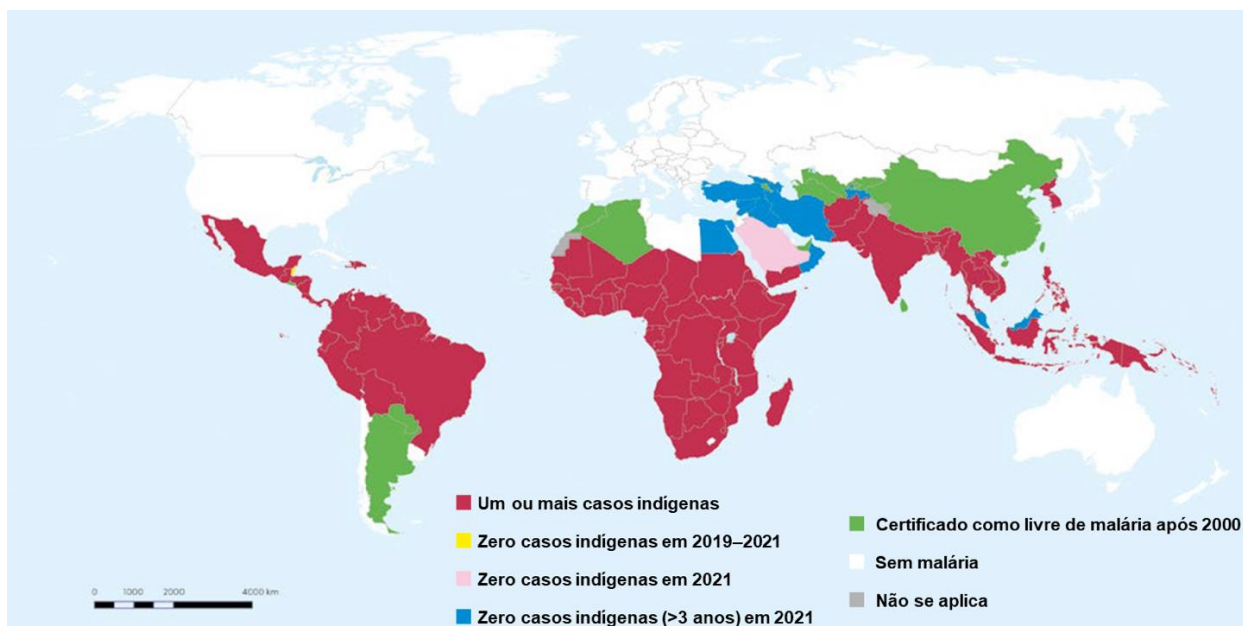 Um ou mais casos indígenas
Zero casos indígenas em 2019–2021
Zero casos indígenas em 2021
Zero casos indígenas (>3 anos) em 2021
Certificado como livre de malária após 2000
Sem malária
Não se aplica
0 1000 2000 4000 km